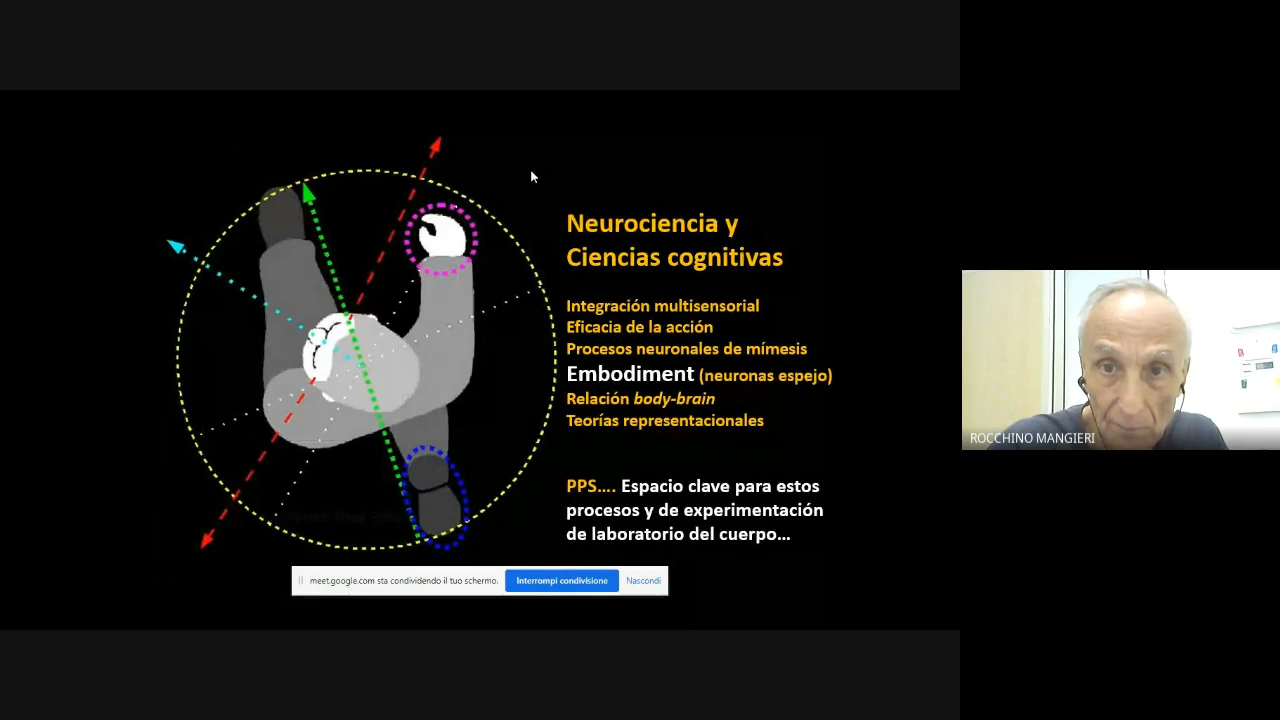 Neurociencia y
Ciencias cognitivas
Integración multisensorial
Eficacia de la acción
Procesos neuronales de mímesis
Embodiment (neuronas espejo)
Relación body-brain
Teorías representacionales
PPS.... Espacio clave para estos
procesos y de experimentación
de laboratorio del cuerpo...
meet.google.com sta condividendo il tuo schermo.
Interrompi condivisione
Nascondi
ROCCHINO MANGIERI